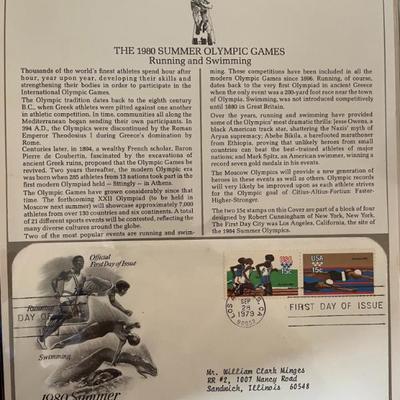 THE 1980 SUMMER OLYMPIC GAMES
Running and Swimming
Thousands of the world's finest athletes spend hour after
hour, year upon year, developing their skills and
strengthening their bodies in order to participate in the
International Olympic Games.
The Olympic tradition dates back to the eighth century
B.C., when Greek athletes were pitted against one another
in athletic competition. In time, communities all along the
Mediterranean began sending their own participants. In
394 A.D., the Olympics were discontinued by the Roman
Emperor Theodosius I during Greece's domination by
Rome.
Centuries later, in 1894, a wealthy French scholar, Baron
Pierre de Coubertin, fascinated by the excavations of
ancient Greek ruins, proposed that the Olympic Games be
revived. Two years thereafter, the modern Olympic era
was born when 285 athletes from 13 nations took part in the
first modern Olympiad held — fittingly — in Athens.
The Olympic Games have grown considerably since that
time. The forthcoming XXII Olympiad (to be held in
Moscow next summer) will showcase approximately 7,000
athletes from over 130 countries and six continents. A total
of 21 different sports events will be contested, reflecting the
many diverse cultures around the globe.
Two of the most popular events are running and swim-
ming. These competitions have been included in all the
modern Olympic Games since 1896. Running, of course,
dates back to the very first Olympiad in ancient Greece
when the only event was a 200-yard foot race near the town
of Olympia. Swimming, was not introduced competitively
until 1890 in Great Britain.
Over the years, running and swimming have provided
some of the Olympics' most dramatic thrills: Jesse Owens, a
black American track star, shattering the Nazis' myth of
Aryan supremacy; Abebe Bikila, a barefooted marathoner
from Ethiopia, proving that unlikely heroes from small
countries can beat the best-trained athletes of major
nations; and Mark Spitz, an American swimmer, winning a
record seven gold medals in his events.
The Moscow Olympics will provide a new generation of
heroes in these events as well as others. Olympic records
will very likely be improved upon as each athlete strives
for the Olympic goal of Citius-Altius-Fortius: Faster-
Higher-Stronger.
The two 15¢ stamps on this Cover are part of a block of four
designed by Robert Cunningham of New York, New York.
The First Day City was Los Angeles, California, the site
of the 1984 Summer Olympics.
Official
First Day of Issue
Running
Swimming
1980 Summer
USA
15c
USA
15c
LOS
CA
SEP
28
1979
90052
FIRST DAY OF ISSUE
DAY OF
Mr. William Clark Minges
RR #2, 1007 Nancy Road
Sandwich, Illinois 60548